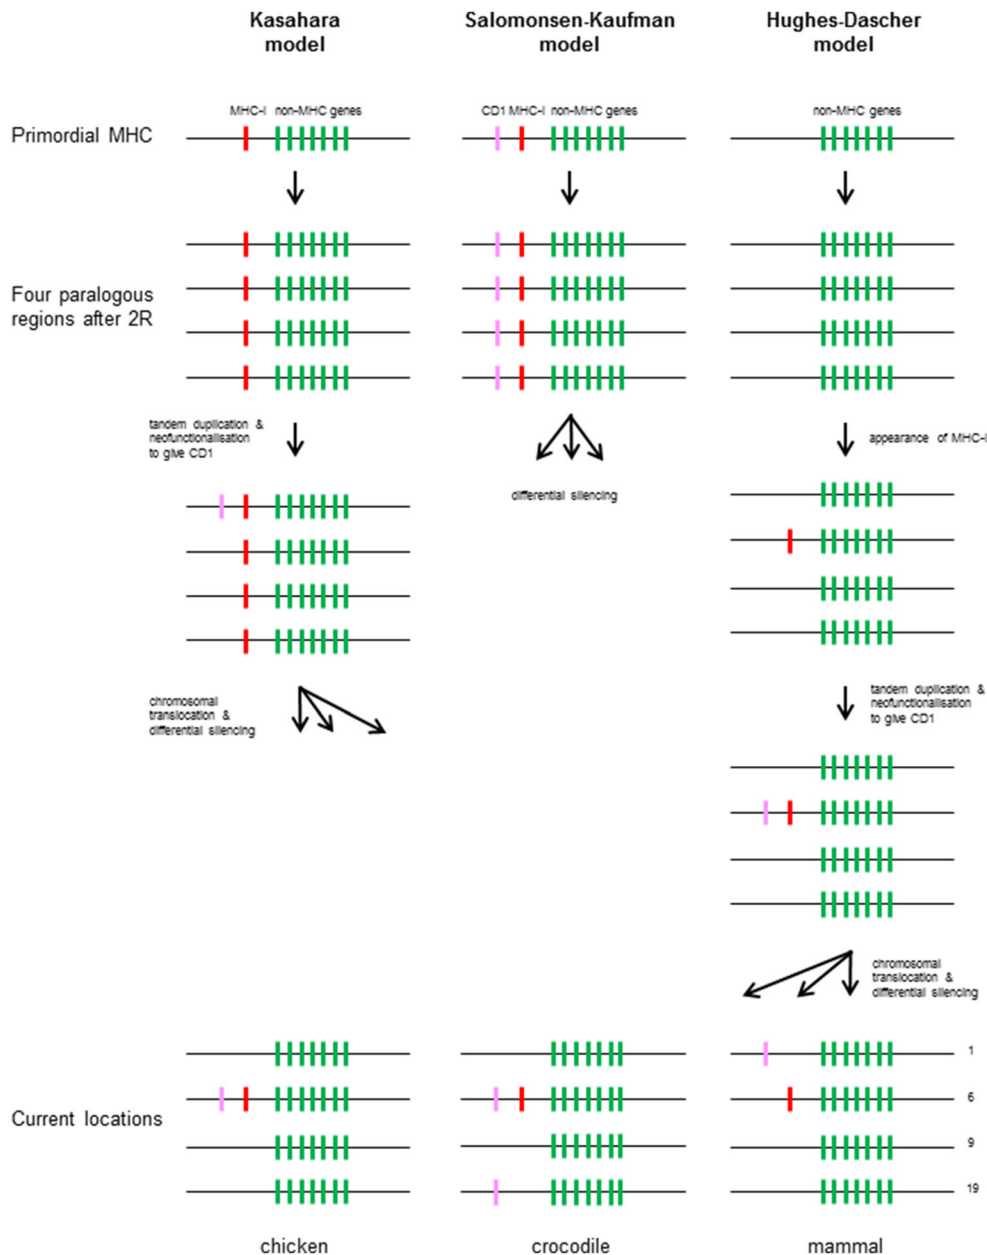 Kasahara
model
Salomonsen-Kaufman
model
Hughes-Dascher
model
MHC-I non-MHC genes
CD1 MHC-I non-MHC genes
non-MHC genes
Primordial MHC
Four paralogous
regions after 2R
tandem duplication &
neofunctionalisation
to give CD1
differential silencing
appearance of MHC-I
chromosomal
translocation &
differential silencing
tandem duplication &
neofunctionalisation
to give CD1
chromosomal
translocation &
differential silencing
Current locations
1
6
9
19
chicken
crocodile
mammal